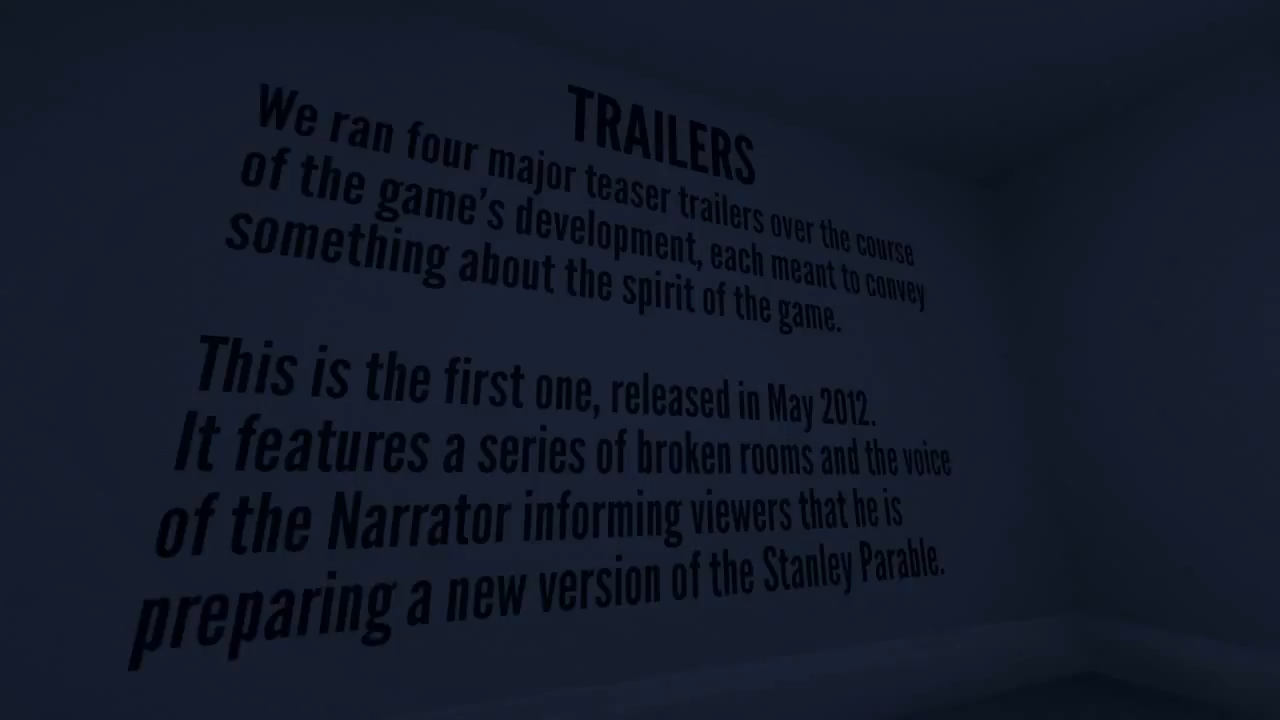 TRAILERS
We ran four major teaser trailers over the course
of the game's development, each meant to convey
something about the spirit of the game.
This is the first one, released in May 2012.
It features a series of broken rooms and the voice
of the Narrator informing viewers that he is
preparing a new version of the Stanley Parable.